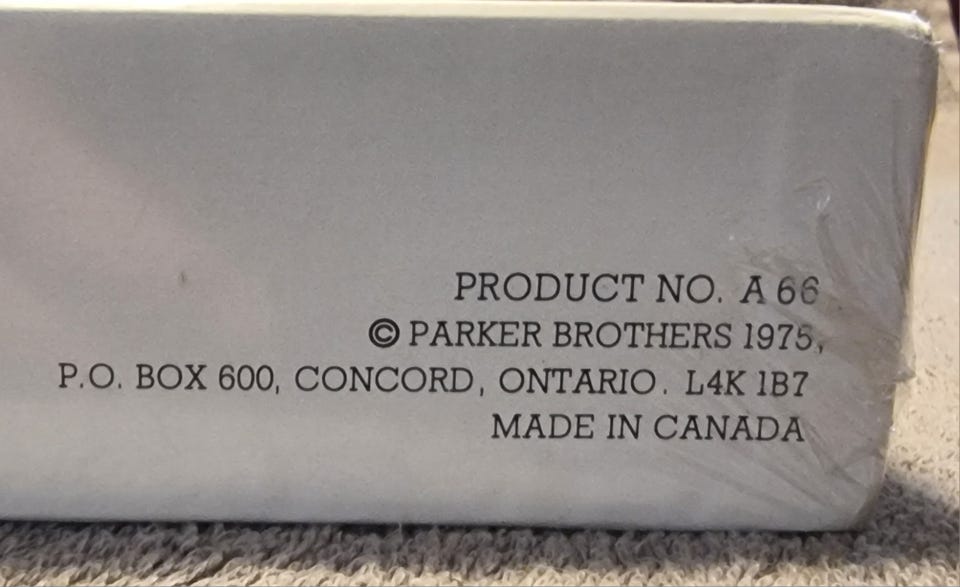 PRODUCT NO. A 66
© PARKER BROTHERS 1975,
P.O. BOX 600, CONCORD, ONTARIO. L4K 1B7
MADE IN CANADA